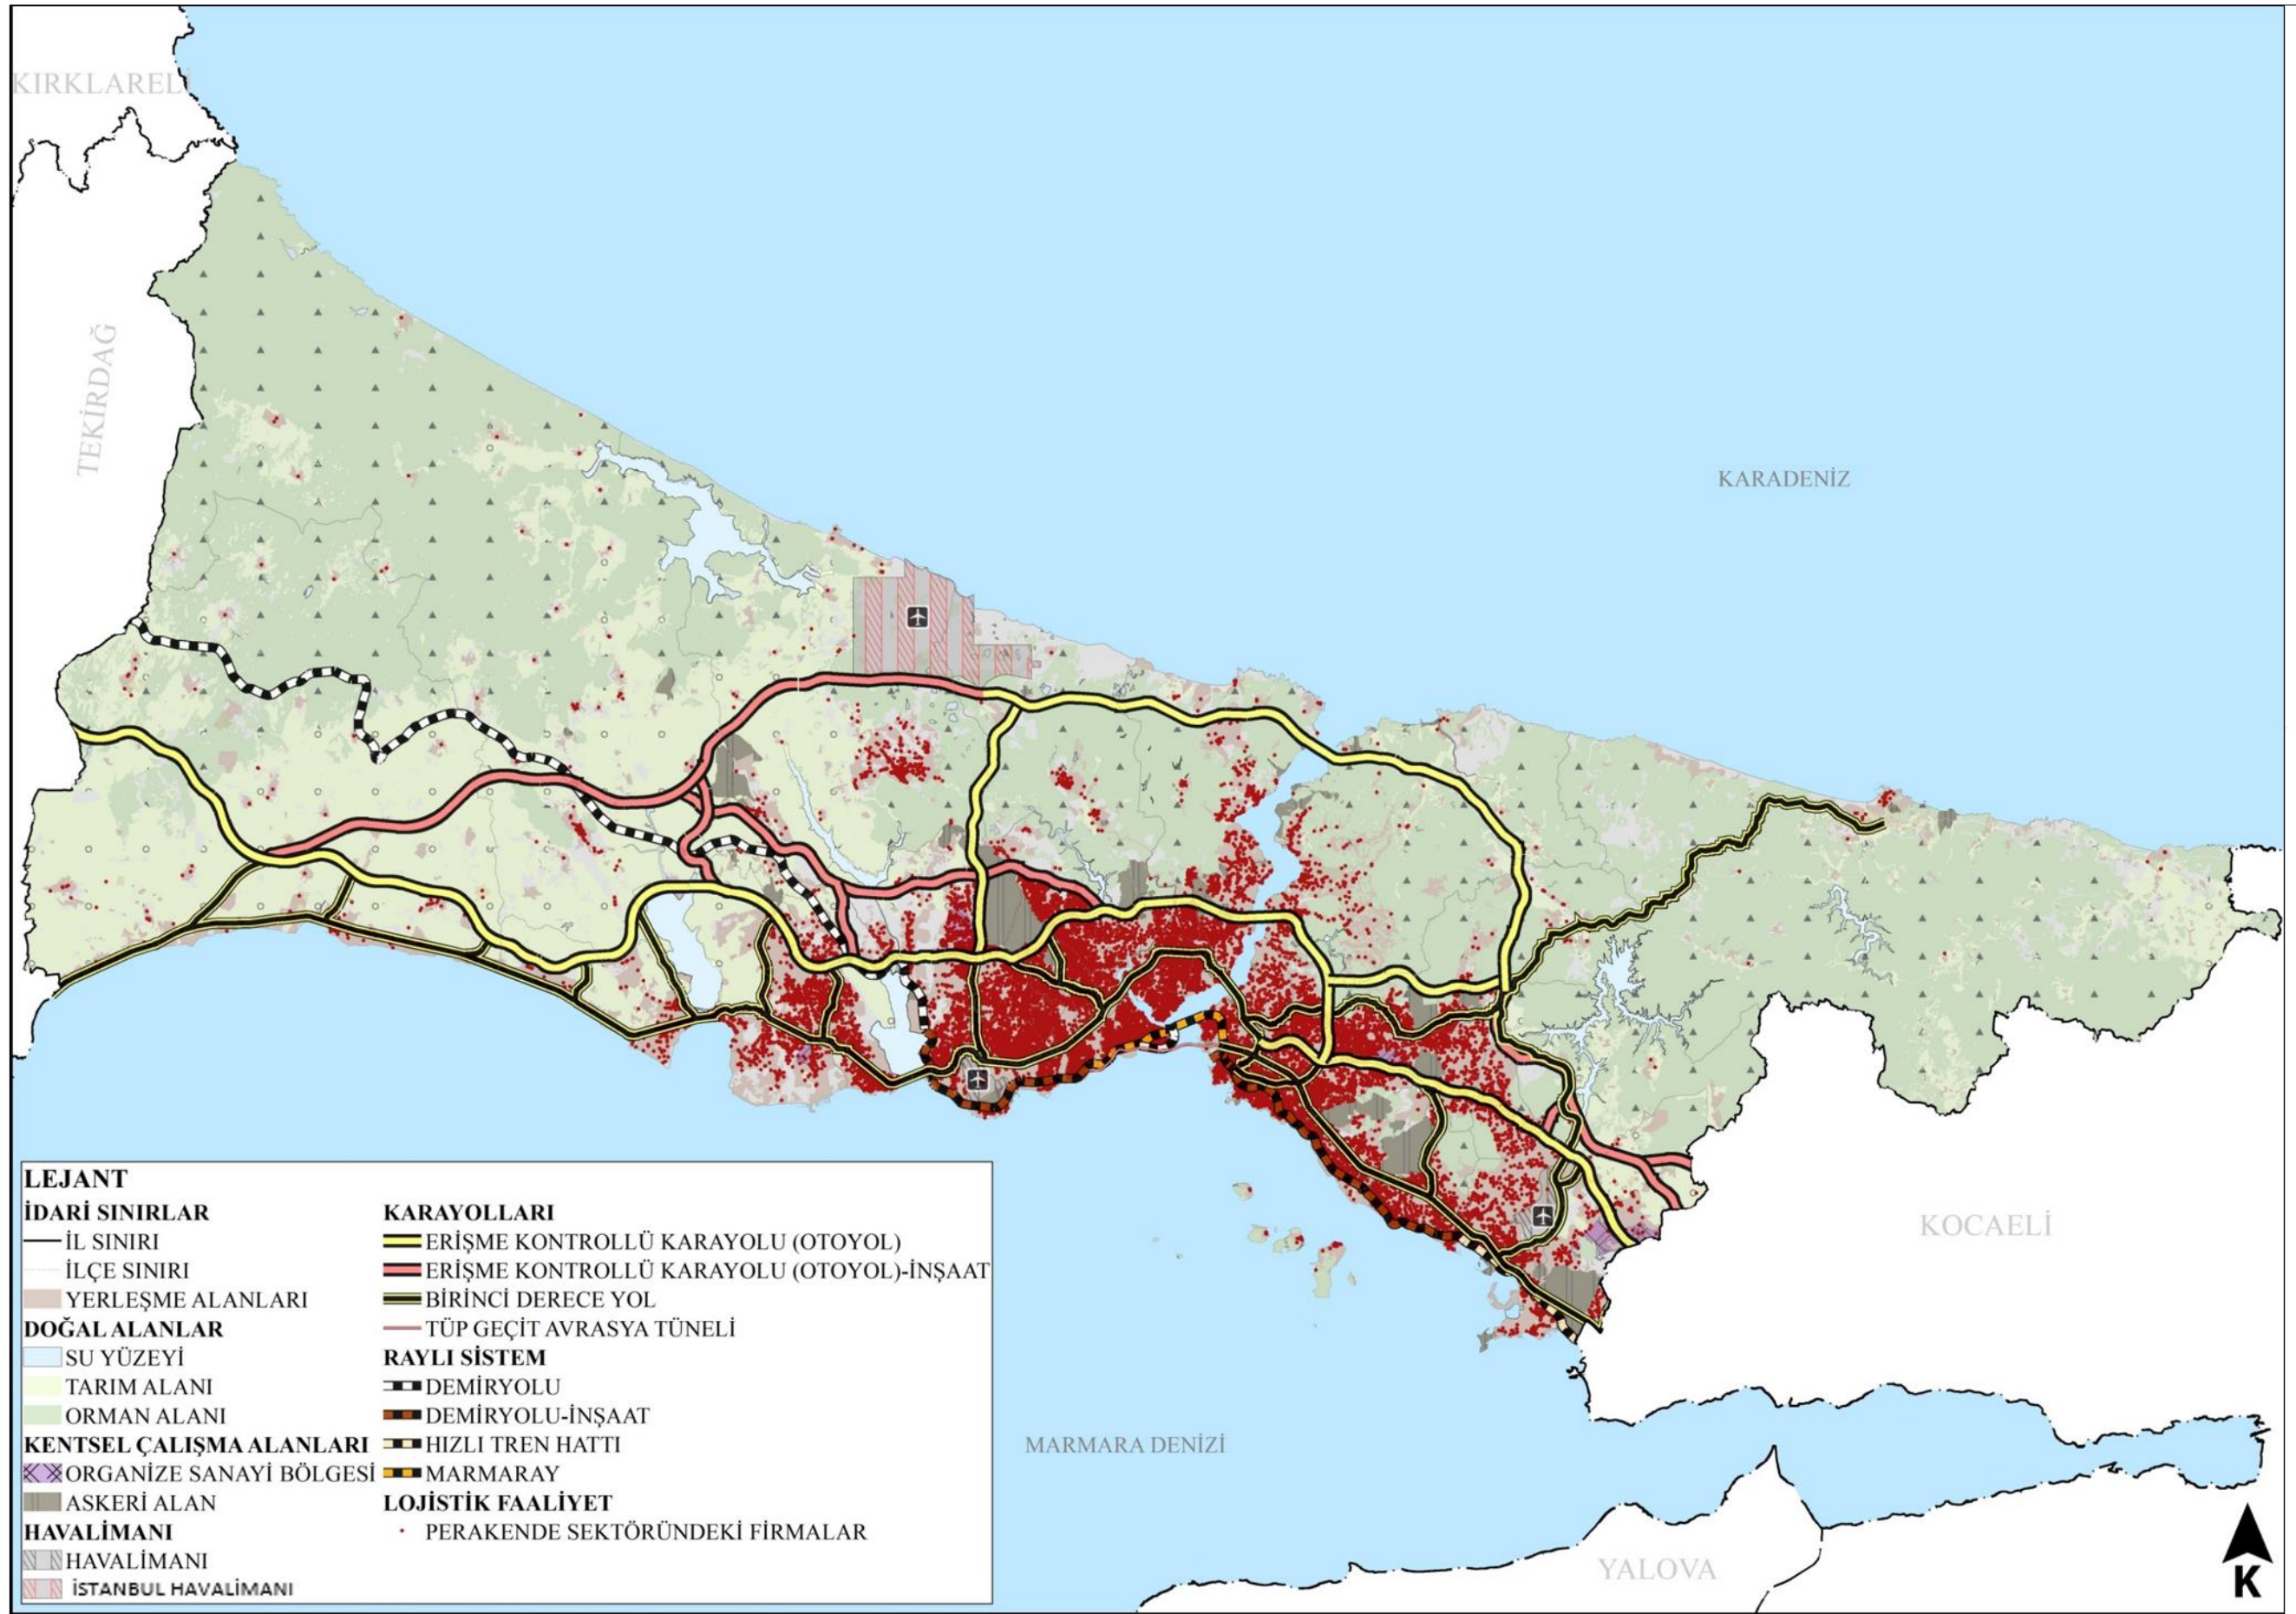 KIRKLARELİ
TEKİRDAĞ
KARADENİZ
KOCAELİ
MARMARA DENİZİ
YALOVA
K
LEJANT
İDARİ SINIRLAR
İL SINIRI
İLÇE SINIRI
YERLEŞME ALANLARI
DOĞAL ALANLAR
SU YÜZEYİ
TARIM ALANI
ORMAN ALANI
KENTSEL ÇALIŞMA ALANLARI
ORGANİZE SANAYİ BÖLGESİ
ASKERİ ALAN
HAVALİMANI
HAVALİMANI
İSTANBUL HAVALİMANI
KARAYOLLARI
ERİŞME KONTROLLÜ KARAYOLU (OTOYOL)
ERİŞME KONTROLLÜ KARAYOLU (OTOYOL)-İNŞAAT
BİRİNCİ DERECE YOL
TÜP GEÇİT AVRASYA TÜNELİ
RAYLI SİSTEM
DEMİRYOLU
DEMİRYOLU-İNŞAAT
HIZLI TREN HATTI
MARMARAY
LOJİSTİK FAALİYET
PERAKENDE SEKTÖRÜNDEKİ FİRMALAR